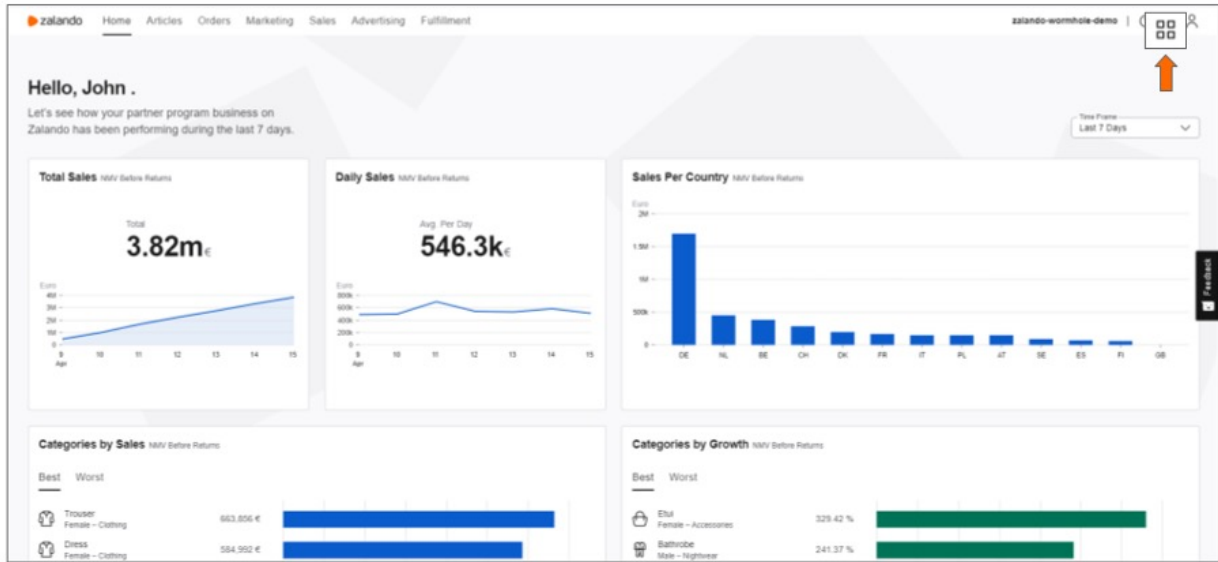 zalando Home Articles Orders Marketing Sales Advertising Fulfillment
zalando-wormhole-demo |
Hello, John .
Let's see how your partner program business on
Zalando has been performing during the last 7 days.
Time Frame
Last 7 Days
Total Sales NMV Before Returns
Total
3.82m€
Euro
4M
3M
2M
1M
0
9 10 11 12 13 14 15
Apr
Daily Sales NMV Before Returns
Avg. Per Day
546.3k€
Euro
800k
600k
400k
200k
0
9 10 11 12 13 14 15
Apr
Sales Per Country NMV Before Returns
Euro
2M
1.5M
1M
500k
0
DE NL BE CH DK FR IT PL AT SE ES FI GB
Feedback
Categories by Sales NMV Before Returns
Best Worst
Trouser
Female – Clothing
663,856 €
Dress
Female – Clothing
584,992 €
Categories by Growth NMV Before Returns
Best Worst
Etui
Female – Accessories
329.42 %
Bathrobe
Male – Nightwear
241.37 %